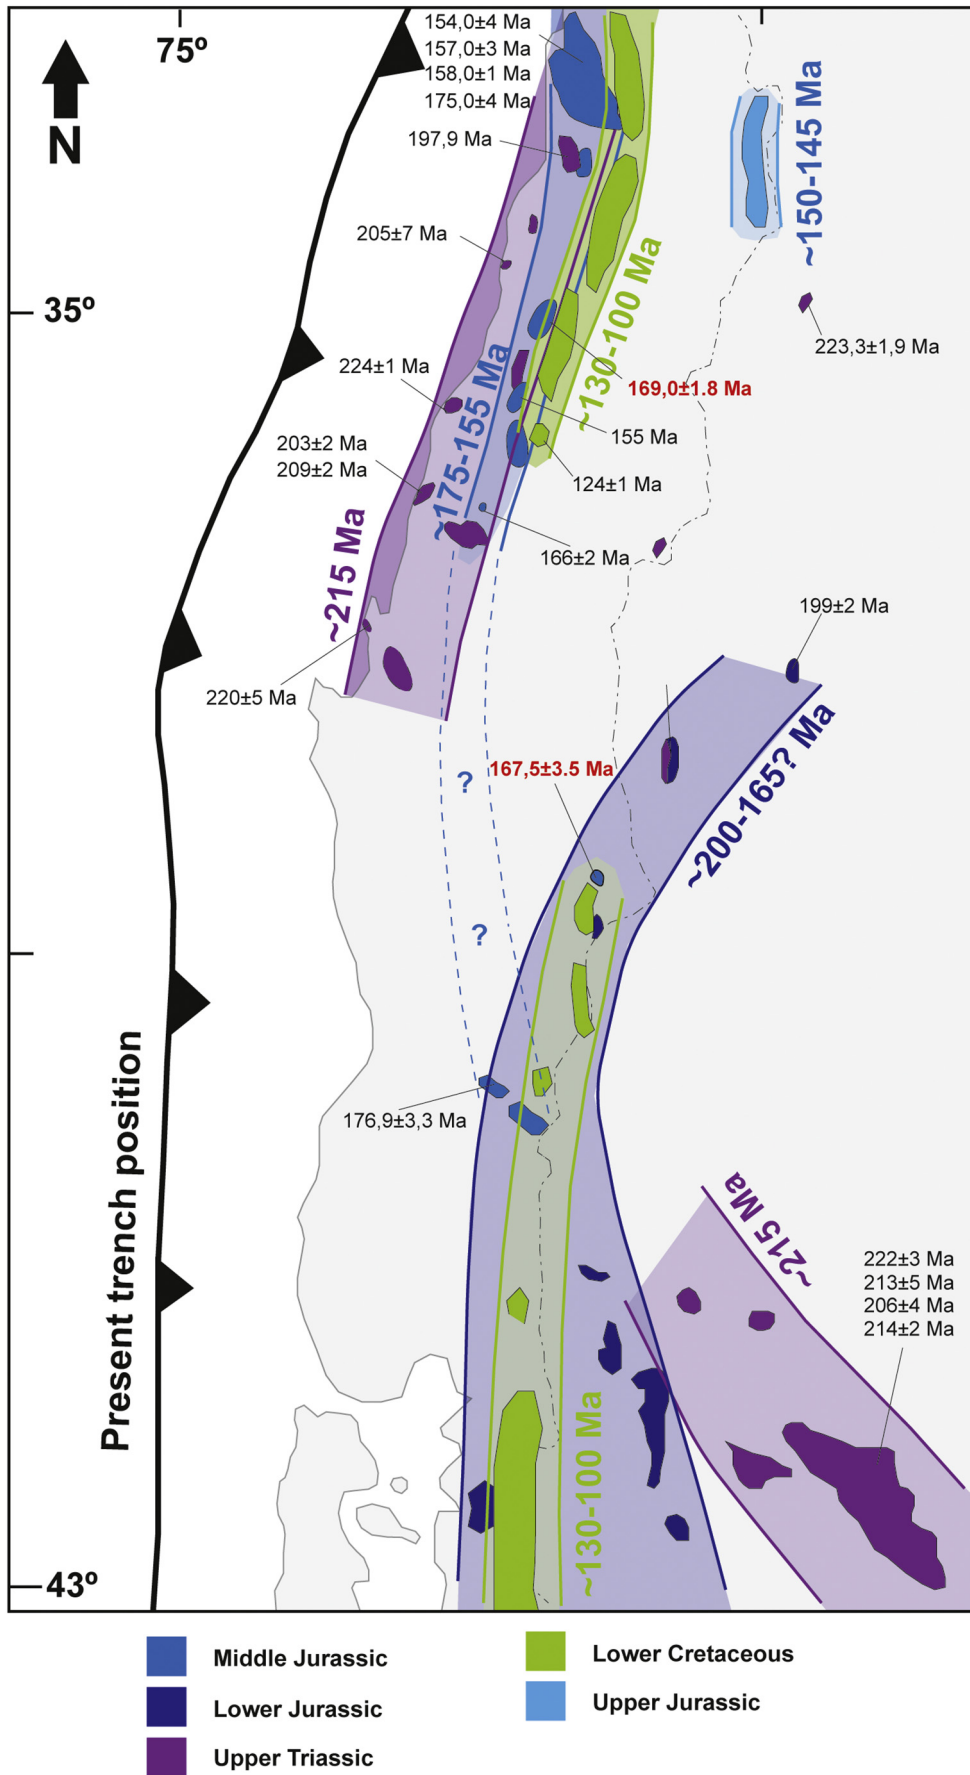 75º
N
154,0±4 Ma
157,0±3 Ma
158,0±1 Ma
175,0±4 Ma
197,9 Ma
~150-145 Ma
205±7 Ma
35º
~130-100 Ma
223,3±1,9 Ma
224±1 Ma
169,0±1.8 Ma
~175-155 Ma
155 Ma
203±2 Ma
209±2 Ma
124±1 Ma
~215 Ma
166±2 Ma
199±2 Ma
220±5 Ma
?
167,5±3.5 Ma
~200-165? Ma
?
176,9±3,3 Ma
Present trench position
~215 Ma
222±3 Ma
213±5 Ma
206±4 Ma
214±2 Ma
~130-100 Ma
43º
Middle Jurassic
Lower Jurassic
Upper Triassic
Lower Cretaceous
Upper Jurassic